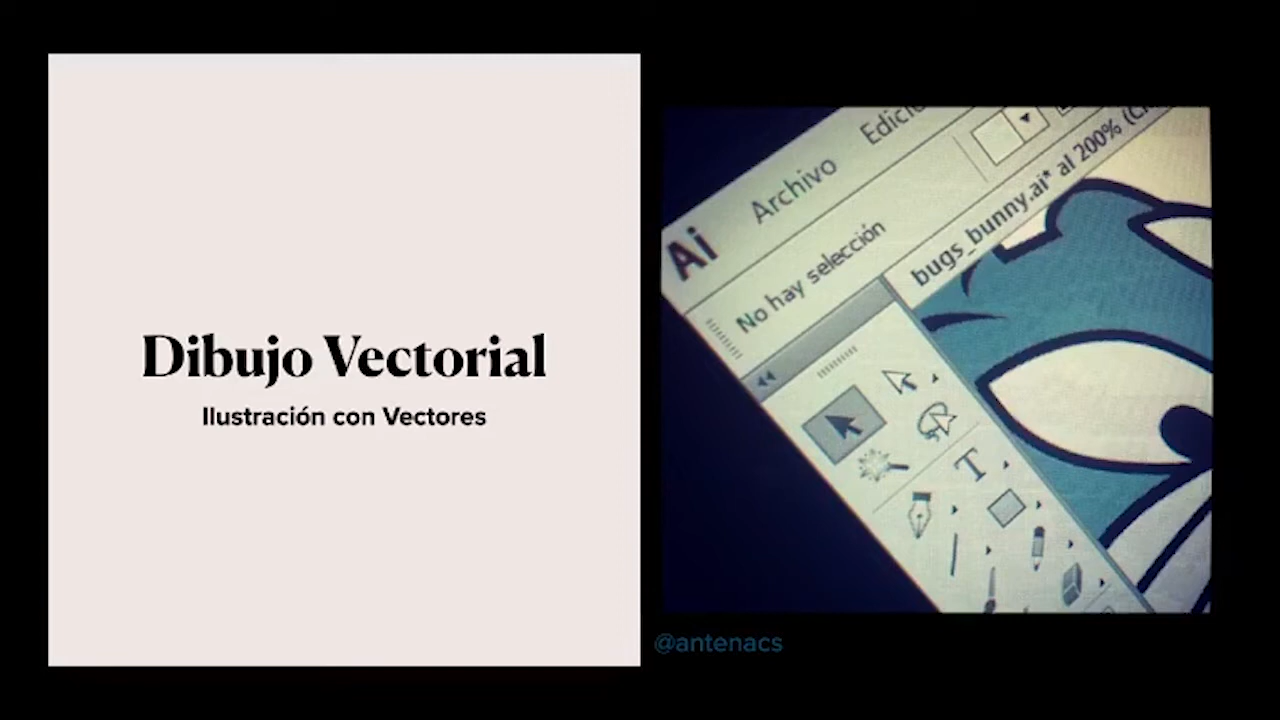 Dibujo Vectorial
Ilustración con Vectores
Ai Archivo
No hay selección
bugs_bunny.ai* al 200%
T
@antenacs